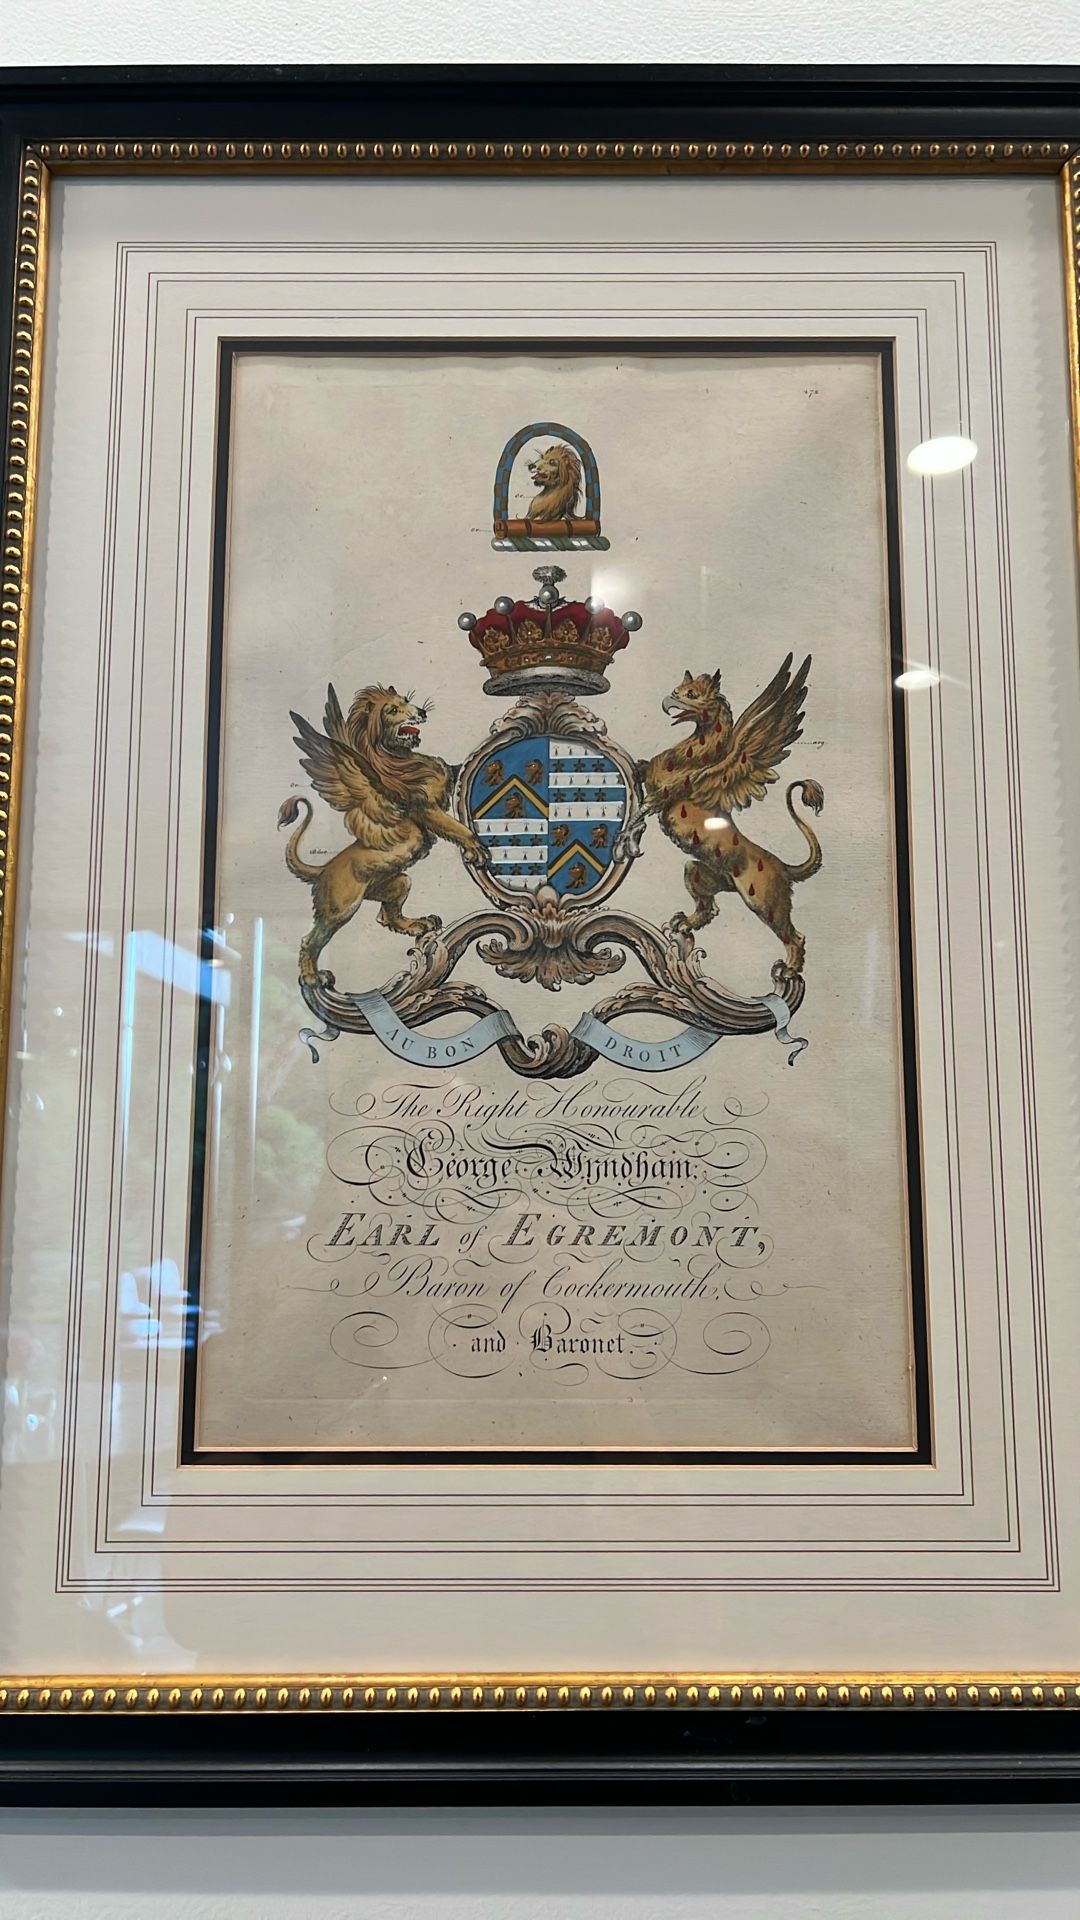 AU BON DROIT
The Right Honourable
George Wyndham,
EARL of EGREMONT,
Baron of Cockermouth,
and Baronet.